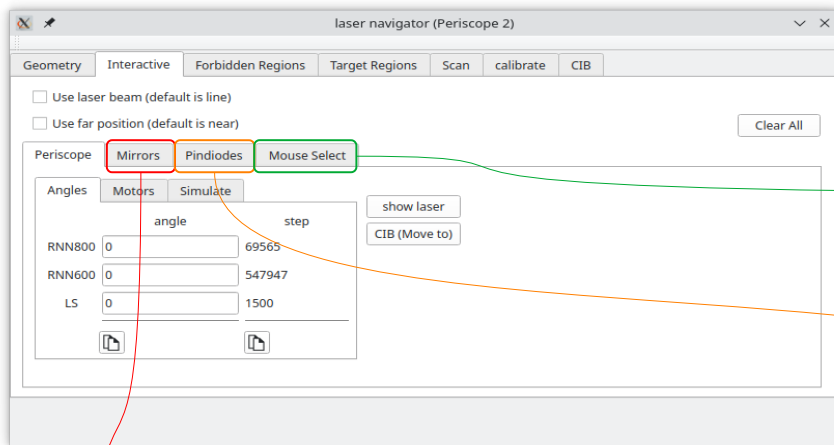 laser navigator (Periscope 2)
Geometry Interactive Forbidden Regions Target Regions Scan calibrate CIB
Use laser beam (default is line)
Use far position (default is near)
Clear All
Periscope Mirrors Pindiodes Mouse Select
Angles Motors Simulate
show laser
angle step
CIB (Move to)
RNN800 0 69565
RNN600 0 547947
LS 0 1500